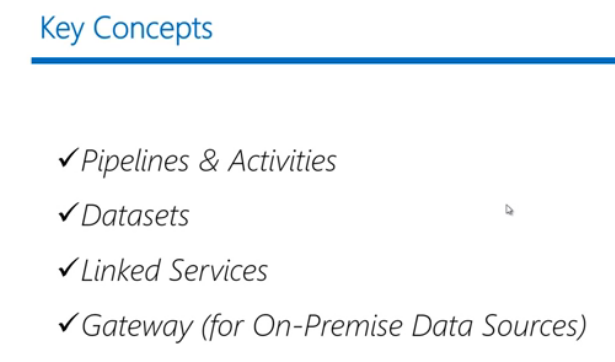 Key Concepts
✓Pipelines & Activities
✓Datasets
✓Linked Services
✓Gateway (for On-Premise Data Sources)